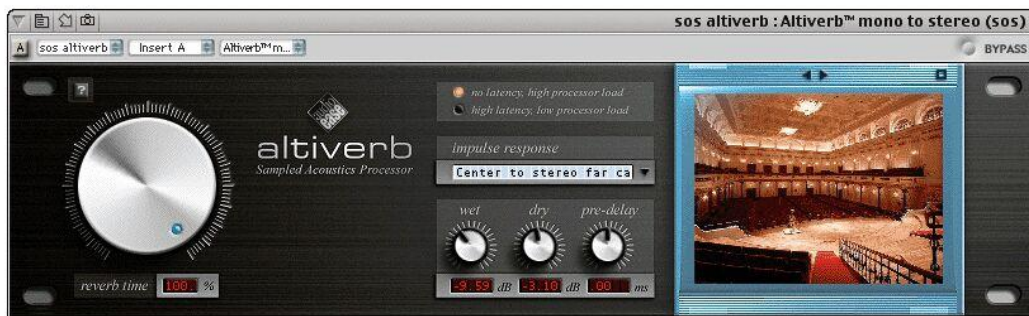 sos altiverb : Altiverb™ mono to stereo (sos)
A sos altiverb Insert A Altiverb™m... BYPASS
?
no latency, high processor load
high latency, low processor load
altiverb
Sampled Acoustics Processor
impulse response
Center to stereo far ca
wet dry pre-delay
-9.59 dB -3.10 dB .00 ms
reverb time 100. %